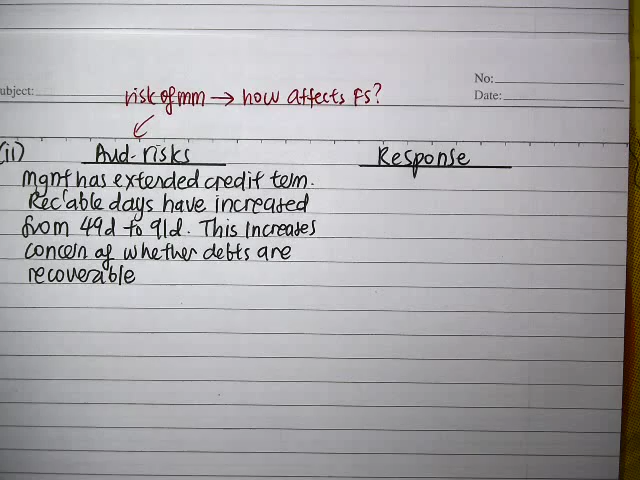 No:
ubject:
risk of mm → how affects FS?
Date:
(ii) Aud-risks Response
Mgnt has extended credit term.
Rec'able days have increased
from 49d to 91d. This increases
concern of whether debts are
recoverable